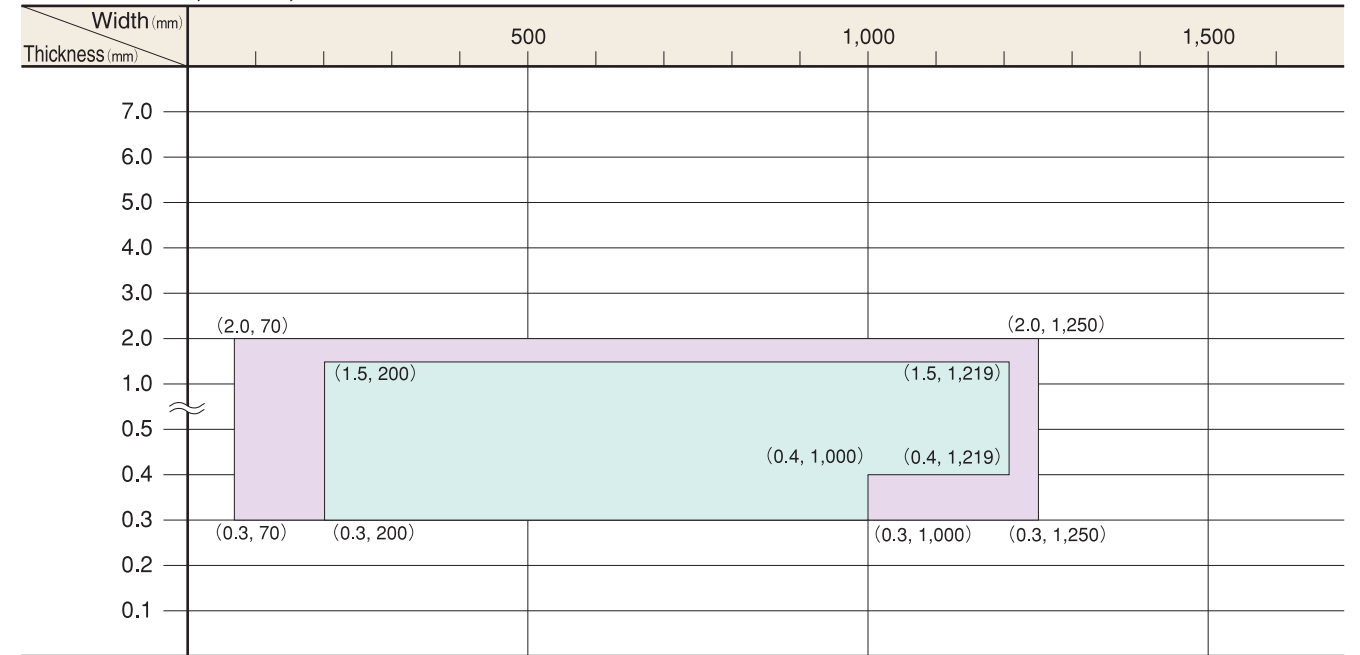 Width (mm)
Thickness (mm)
500 1,000 1,500
7.0
6.0
5.0
4.0
3.0
(2.0, 70) (2.0, 1,250)
2.0
(1.5, 200) (1.5, 1,219)
1.0
0.5
(0.4, 1,000) (0.4, 1,219)
0.4
0.3
(0.3, 70) (0.3, 200) (0.3, 1,000) (0.3, 1,250)
0.2
0.1